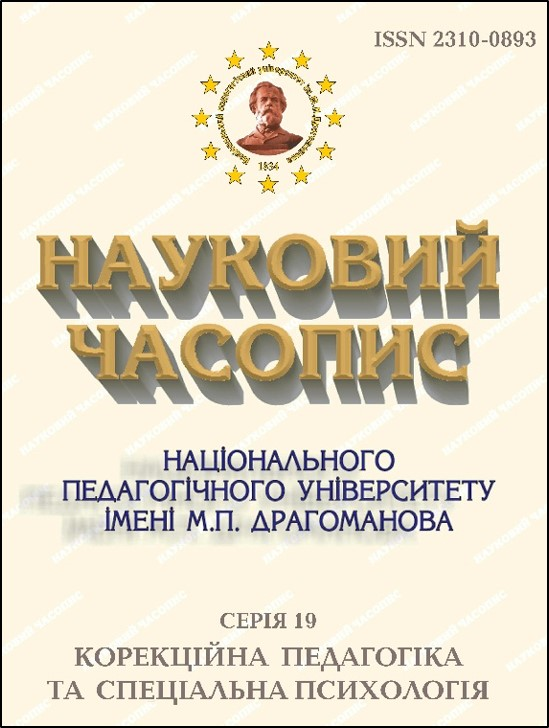 ISSN 2310-0893
1834
НАУКОВИЙ
ЧАСОПИС
НАЦІОНАЛЬНОГО
ПЕДАГОГІЧНОГО УНІВЕРСИТЕТУ
ІМЕНІ М.П. ДРАГОМАНОВА
СЕРІЯ 19
КОРЕКЦІЙНА ПЕДАГОГІКА
ТА СПЕЦІАЛЬНА ПСИХОЛОГІЯ